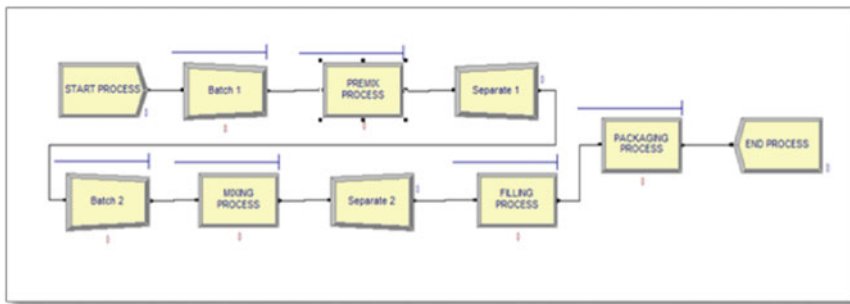 START PROCESS
Batch 1
PREMIX
PROCESS
Separate 1
PACKAGING
PROCESS
END PROCESS
Batch 2
MIXING
PROCESS
Separate 2
FILLING
PROCESS